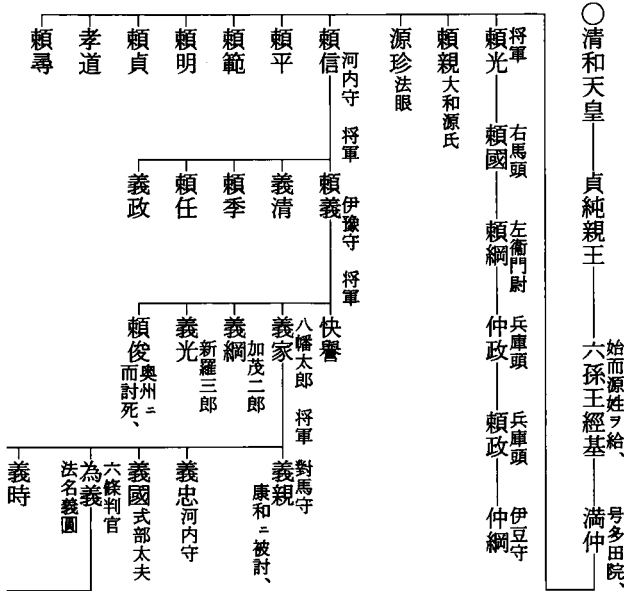 ○清和天皇
貞純親王
六孫王經基
始而源姓ヲ給、
満仲
号多田院、
頼光
将軍
頼國
右馬頭
頼綱
左衞門尉
仲政
兵庫頭
頼政
兵庫頭
仲綱
伊豆守
頼親大和源氏
源珍法眼
頼信
河内守 将軍
頼平
頼範
頼明
頼貞
孝道
頼尋
頼義
伊豫守 将軍
義清
頼季
頼任
義政
快譽
義家
八幡太郎 将軍
義綱
加茂二郎
義光
新羅三郎
頼俊
奥州ニ
而討死、
義親
對馬守
康和ニ被討、
義忠河内守
義國式部太夫
為義
六條判官
法名義圓
義時